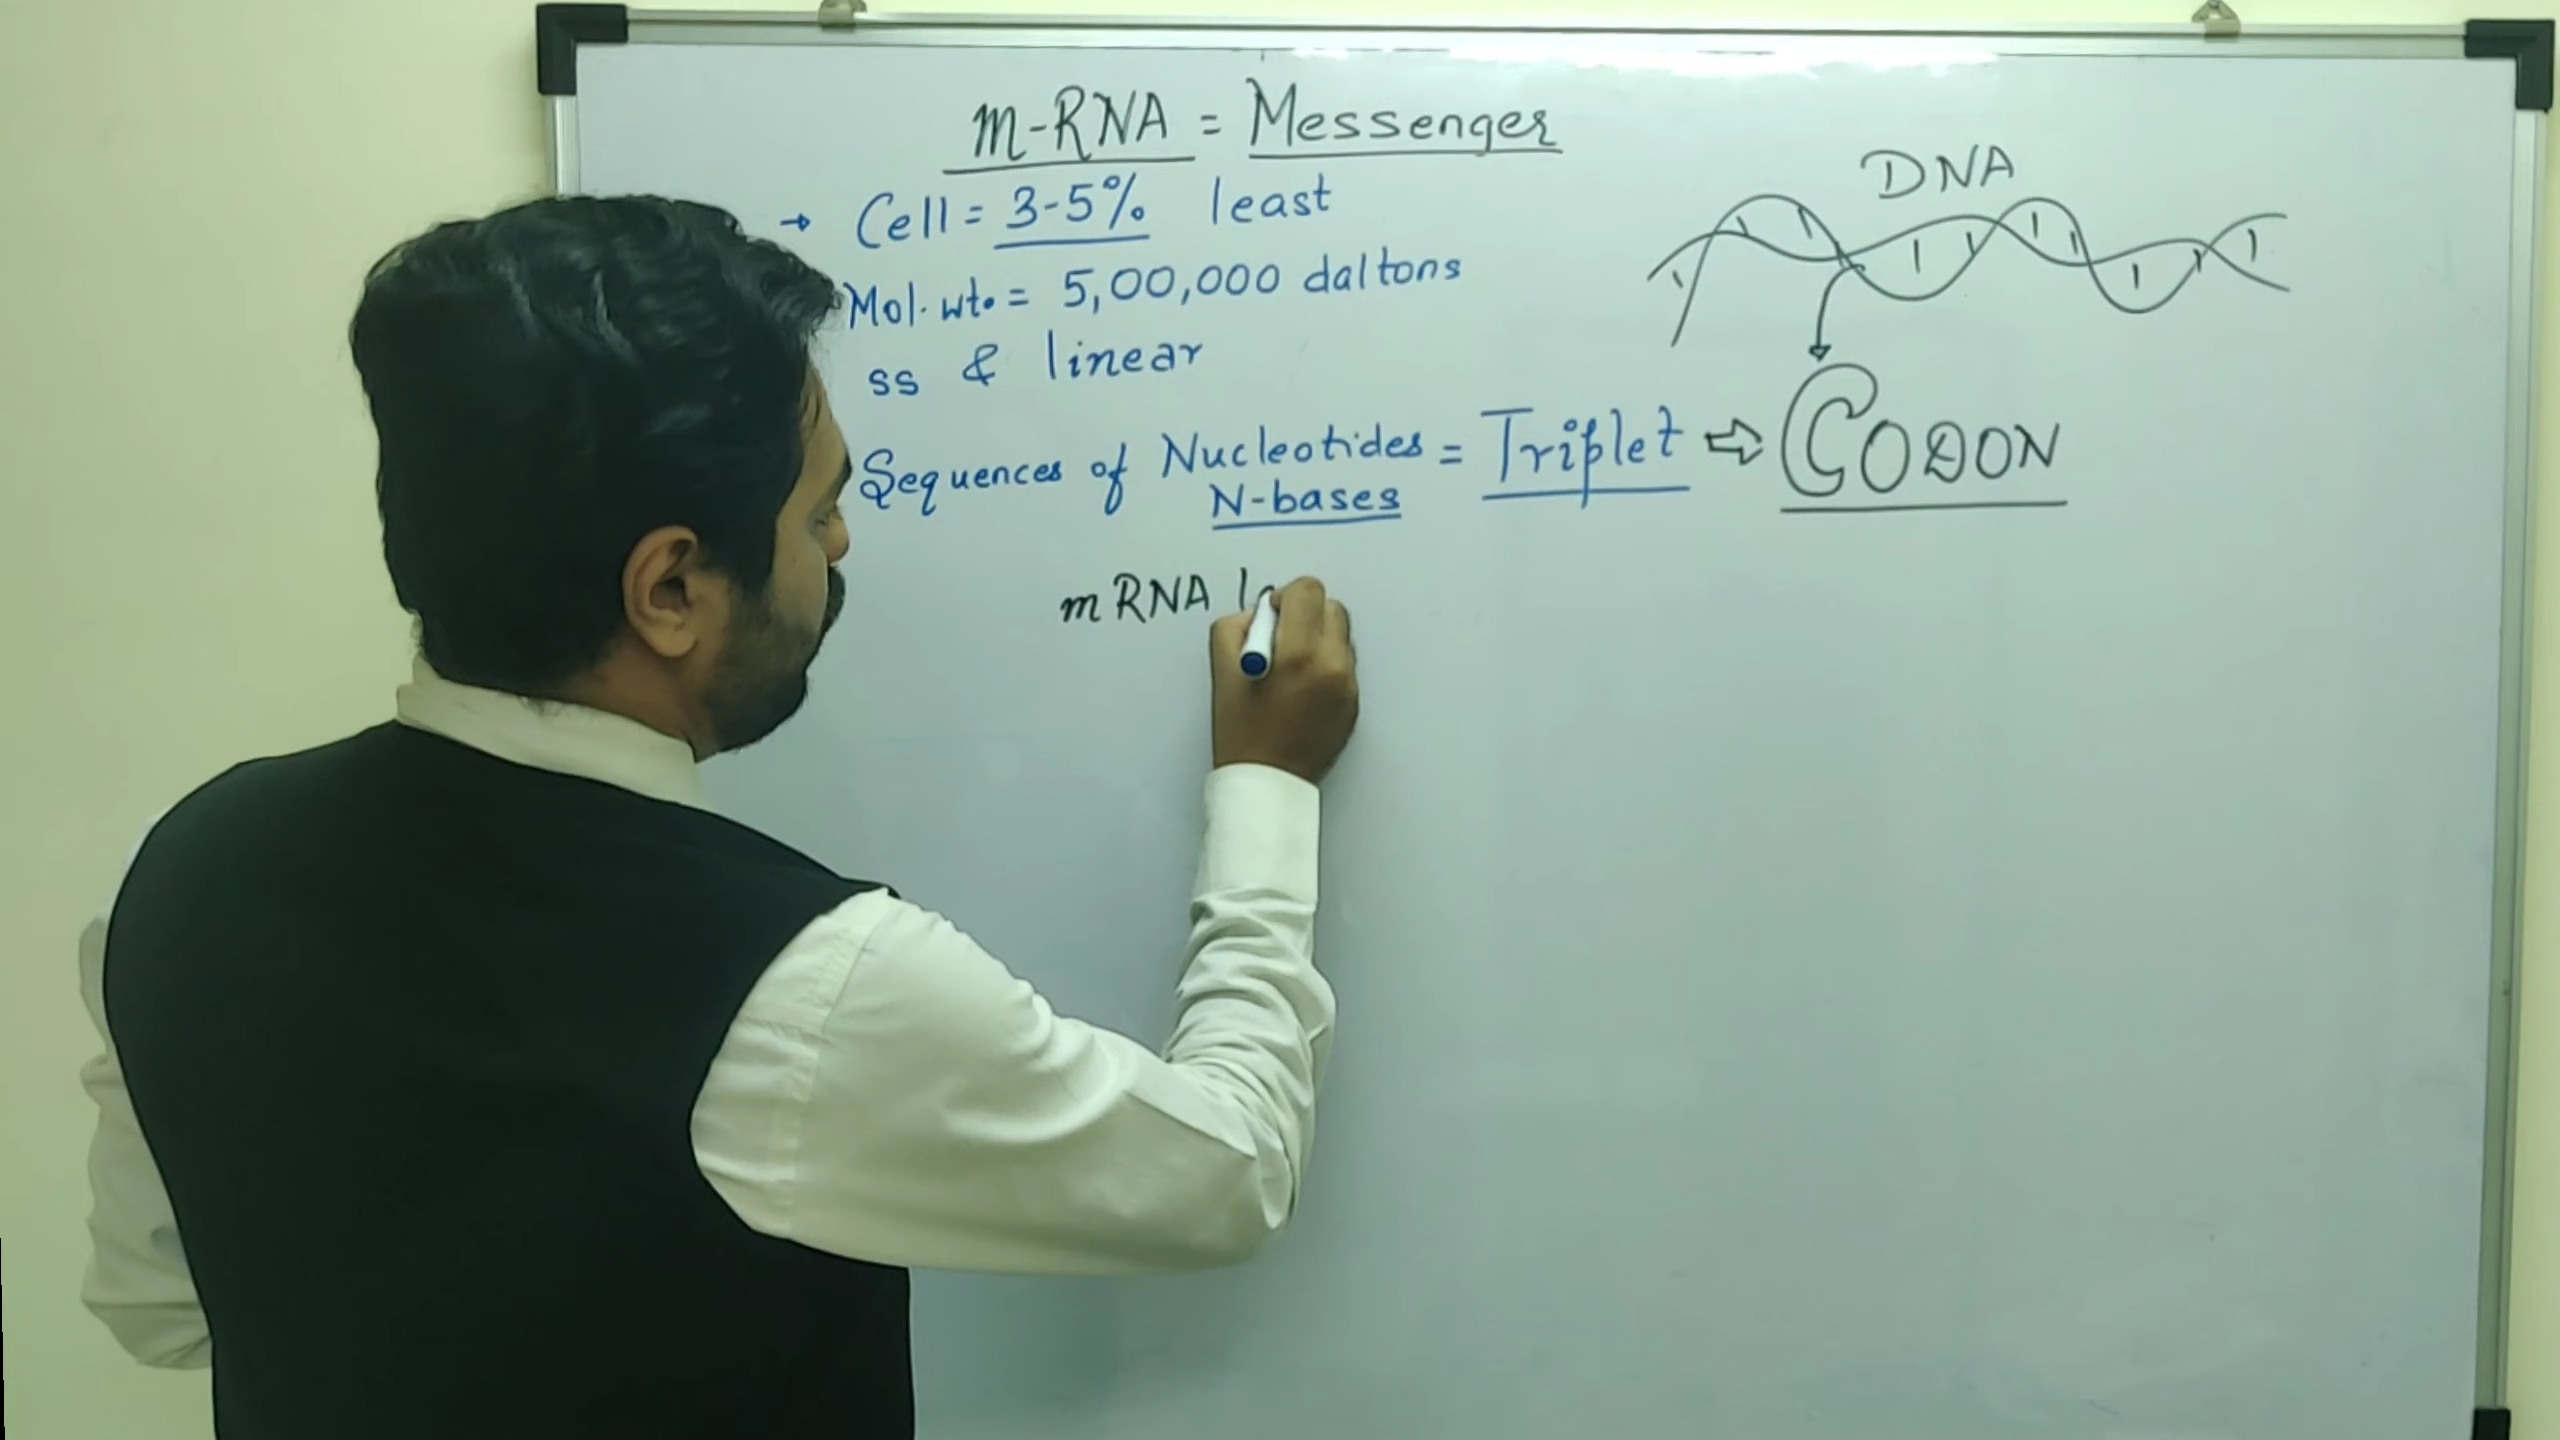 m-RNA = Messenger
→ Cell = 3-5% least
Mol. wt. = 5,00,000 daltons
ss & linear
Sequences of Nucleotides = Triplet ⇨ CODON
N-bases
mRNA
DNA